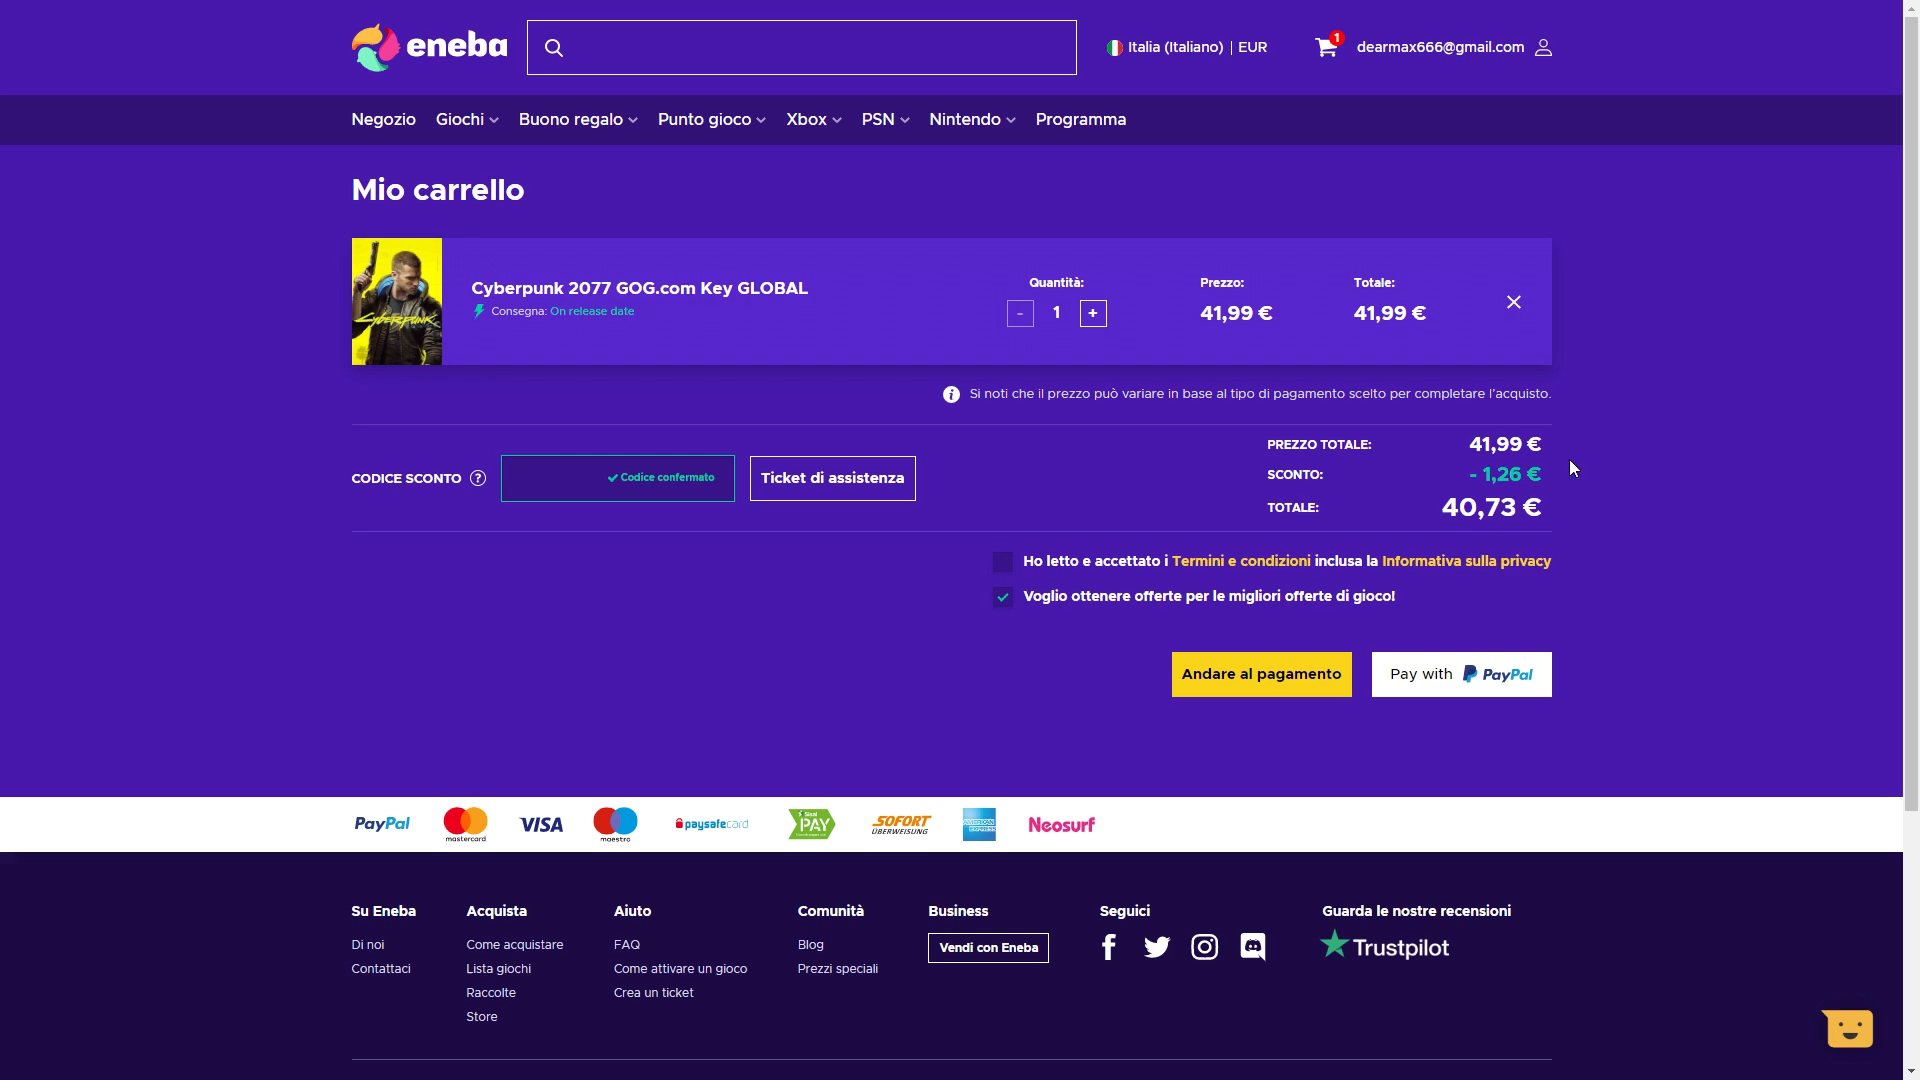 eneba
Italia (Italiano) | EUR
1
dearmax666@gmail.com
Negozio
Giochi
Buono regalo
Punto gioco
Xbox
PSN
Nintendo
Programma
Mio carrello
CYBERPUNK
Cyberpunk 2077 GOG.com Key GLOBAL
Consegna: On release date
Quantità:
- 1 +
Prezzo:
41,99 €
Totale:
41,99 €
Si noti che il prezzo può variare in base al tipo di pagamento scelto per completare l'acquisto.
CODICE SCONTO ?
Codice confermato
Ticket di assistenza
PREZZO TOTALE: 41,99 €
SCONTO: - 1,26 €
TOTALE: 40,73 €
Ho letto e accettato i Termini e condizioni inclusa la Informativa sulla privacy
Voglio ottenere offerte per le migliori offerte di gioco!
Andare al pagamento
Pay with PayPal
PayPal
mastercard
VISA
maestro
paysafecard
Sisal
PAY
SOFORT
ÜBERWEISUNG
AMERICAN
EXPRESS
Neosurf
Su Eneba
Di noi
Contattaci
Acquista
Come acquistare
Lista giochi
Raccolte
Store
Aiuto
FAQ
Come attivare un gioco
Crea un ticket
Comunità
Blog
Prezzi speciali
Business
Vendi con Eneba
Seguici
Guarda le nostre recensioni
Trustpilot